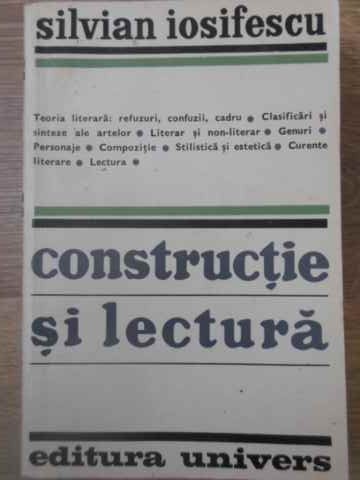 silvian iosifescu
Teoria literară: refuzuri, confuzii, cadru ● Clasificări și
sinteze ale artelor ● Literar și non-literar ● Genuri ●
Personaje ● Compoziție ● Stilistică și estetică ● Curente
literare ● Lectura ●
construcție
și lectură
editura univers